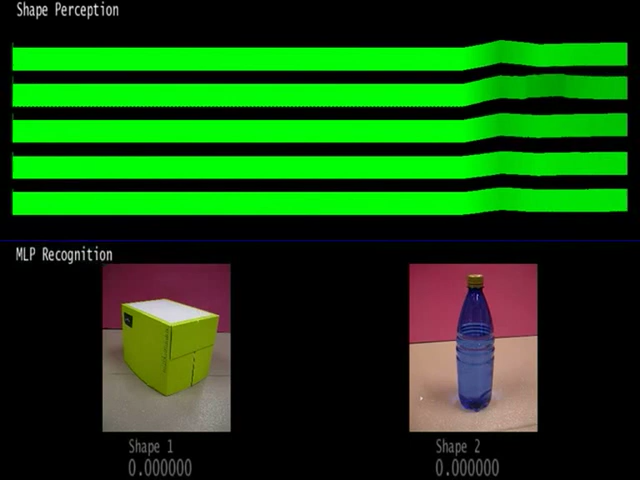 Shape Perception
MLP Recognition
Shape 1
Shape 2
0.000000
0.000000